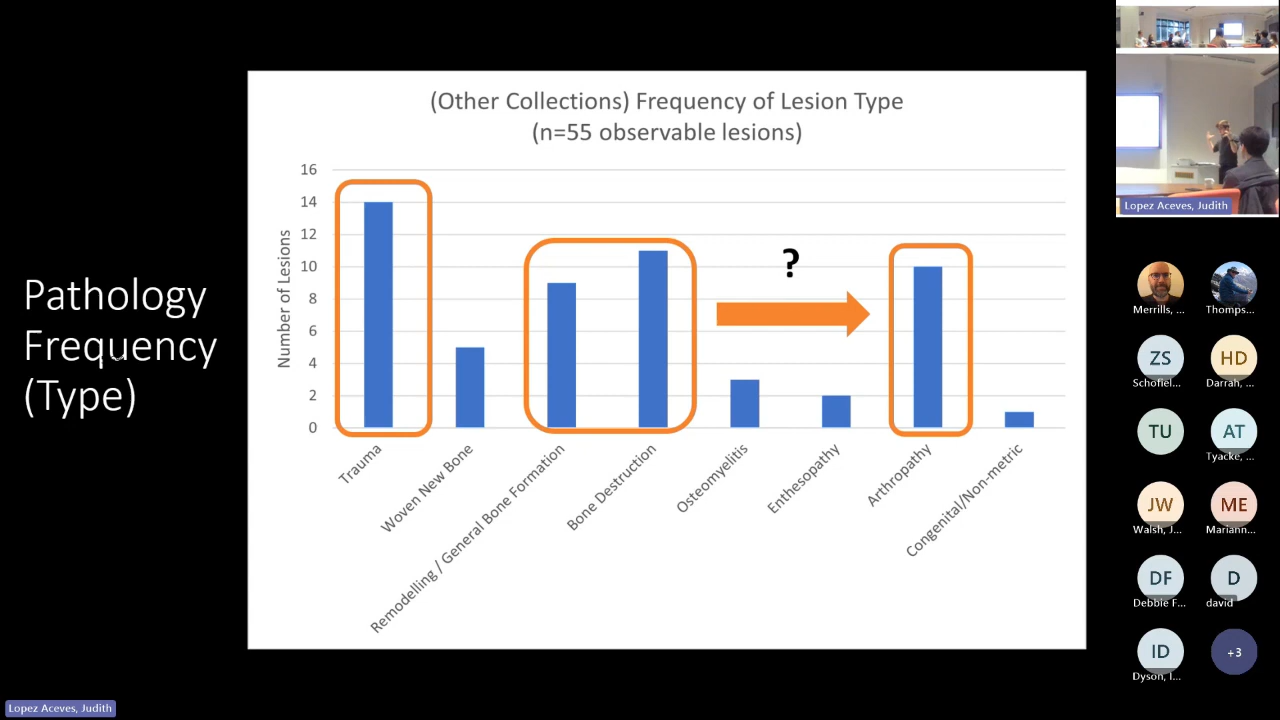 Pathology
Frequency
(Type)
(Other Collections) Frequency of Lesion Type
(n=55 observable lesions)
Number of Lesions
16
14
12
10
8
6
4
2
0
?
Trauma
Woven New Bone
Remodelling / General Bone Formation
Bone Destruction
Osteomyelitis
Enthesopathy
Arthropathy
Congenital/Non-metric
Lopez Aceves, Judith
Merrills, ...
Thomps...
ZS
HD
Schofiel...
Darrah, ...
TU
AT
Tyacke, ...
JW
ME
Walsh, J...
Mariann...
DF
D
Debbie F...
david
ID
+3
Dyson, I...
Lopez Aceves, Judith